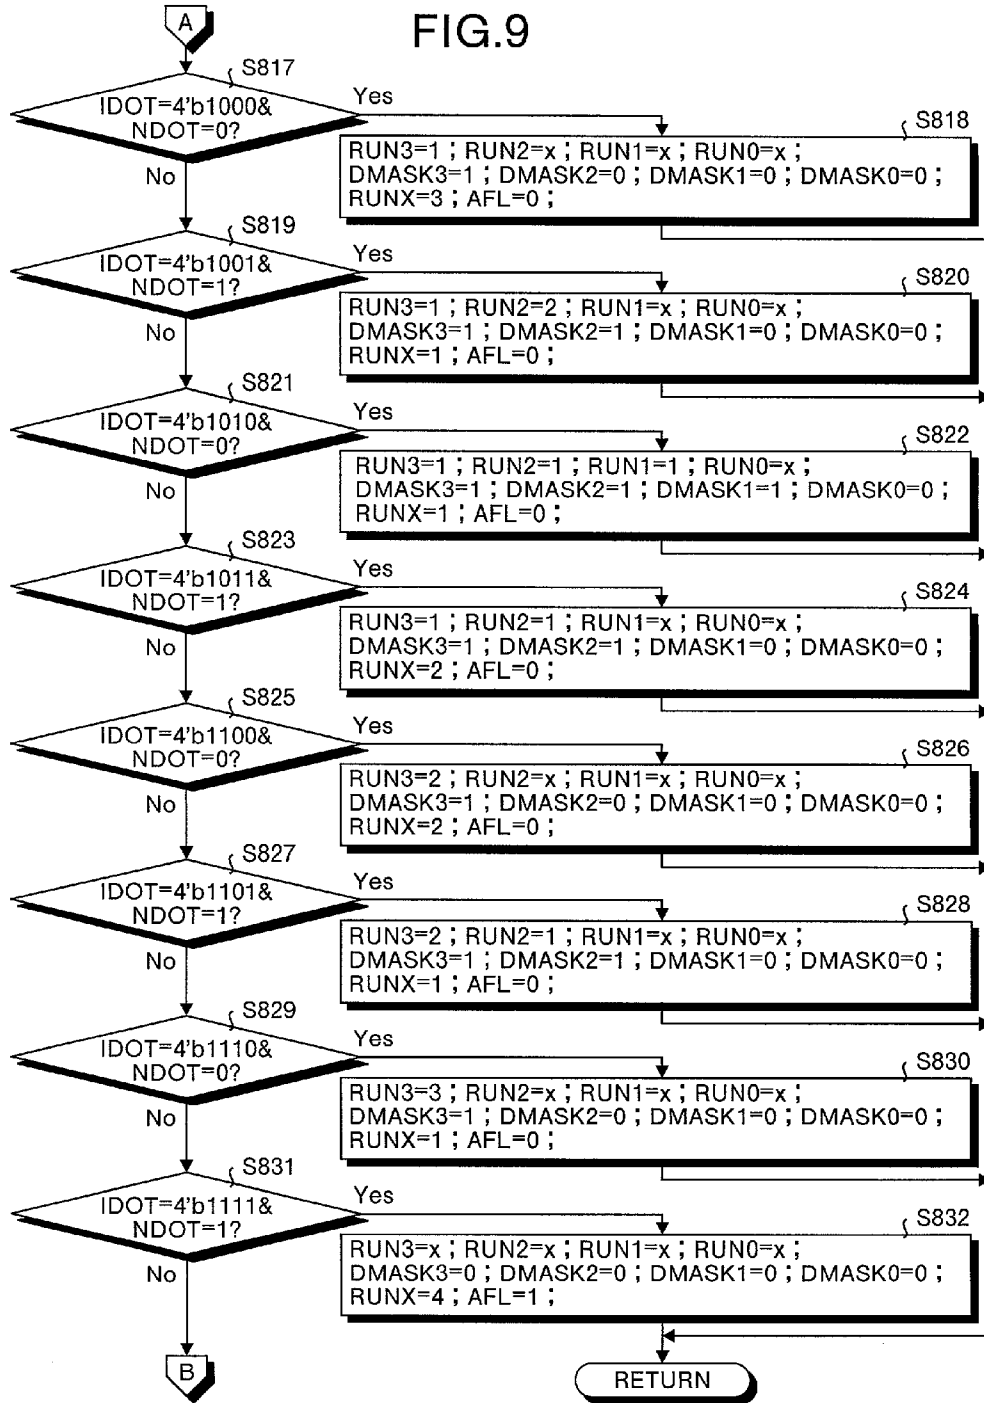 A
FIG.9
S817
IDOT=4'b1000&
NDOT=0?
Yes
No
S818
RUN3=1 ; RUN2=x ; RUN1=x ; RUN0=x ;
DMASK3=1 ; DMASK2=0 ; DMASK1=0 ; DMASK0=0 ;
RUNX=3 ; AFL=0 ;
S819
IDOT=4'b1001&
NDOT=1?
Yes
No
S820
RUN3=1 ; RUN2=2 ; RUN1=x ; RUN0=x ;
DMASK3=1 ; DMASK2=1 ; DMASK1=0 ; DMASK0=0 ;
RUNX=1 ; AFL=0 ;
S821
IDOT=4'b1010&
NDOT=0?
Yes
No
S822
RUN3=1 ; RUN2=1 ; RUN1=1 ; RUN0=x ;
DMASK3=1 ; DMASK2=1 ; DMASK1=1 ; DMASK0=0 ;
RUNX=1 ; AFL=0 ;
S823
IDOT=4'b1011&
NDOT=1?
Yes
No
S824
RUN3=1 ; RUN2=1 ; RUN1=x ; RUN0=x ;
DMASK3=1 ; DMASK2=1 ; DMASK1=0 ; DMASK0=0 ;
RUNX=2 ; AFL=0 ;
S825
IDOT=4'b1100&
NDOT=0?
Yes
No
S826
RUN3=2 ; RUN2=x ; RUN1=x ; RUN0=x ;
DMASK3=1 ; DMASK2=0 ; DMASK1=0 ; DMASK0=0 ;
RUNX=2 ; AFL=0 ;
S827
IDOT=4'b1101&
NDOT=1?
Yes
No
S828
RUN3=2 ; RUN2=1 ; RUN1=x ; RUN0=x ;
DMASK3=1 ; DMASK2=1 ; DMASK1=0 ; DMASK0=0 ;
RUNX=1 ; AFL=0 ;
S829
IDOT=4'b1110&
NDOT=0?
Yes
No
S830
RUN3=3 ; RUN2=x ; RUN1=x ; RUN0=x ;
DMASK3=1 ; DMASK2=0 ; DMASK1=0 ; DMASK0=0 ;
RUNX=1 ; AFL=0 ;
S831
IDOT=4'b1111&
NDOT=1?
Yes
No
S832
RUN3=x ; RUN2=x ; RUN1=x ; RUN0=x ;
DMASK3=0 ; DMASK2=0 ; DMASK1=0 ; DMASK0=0 ;
RUNX=4 ; AFL=1 ;
B
RETURN